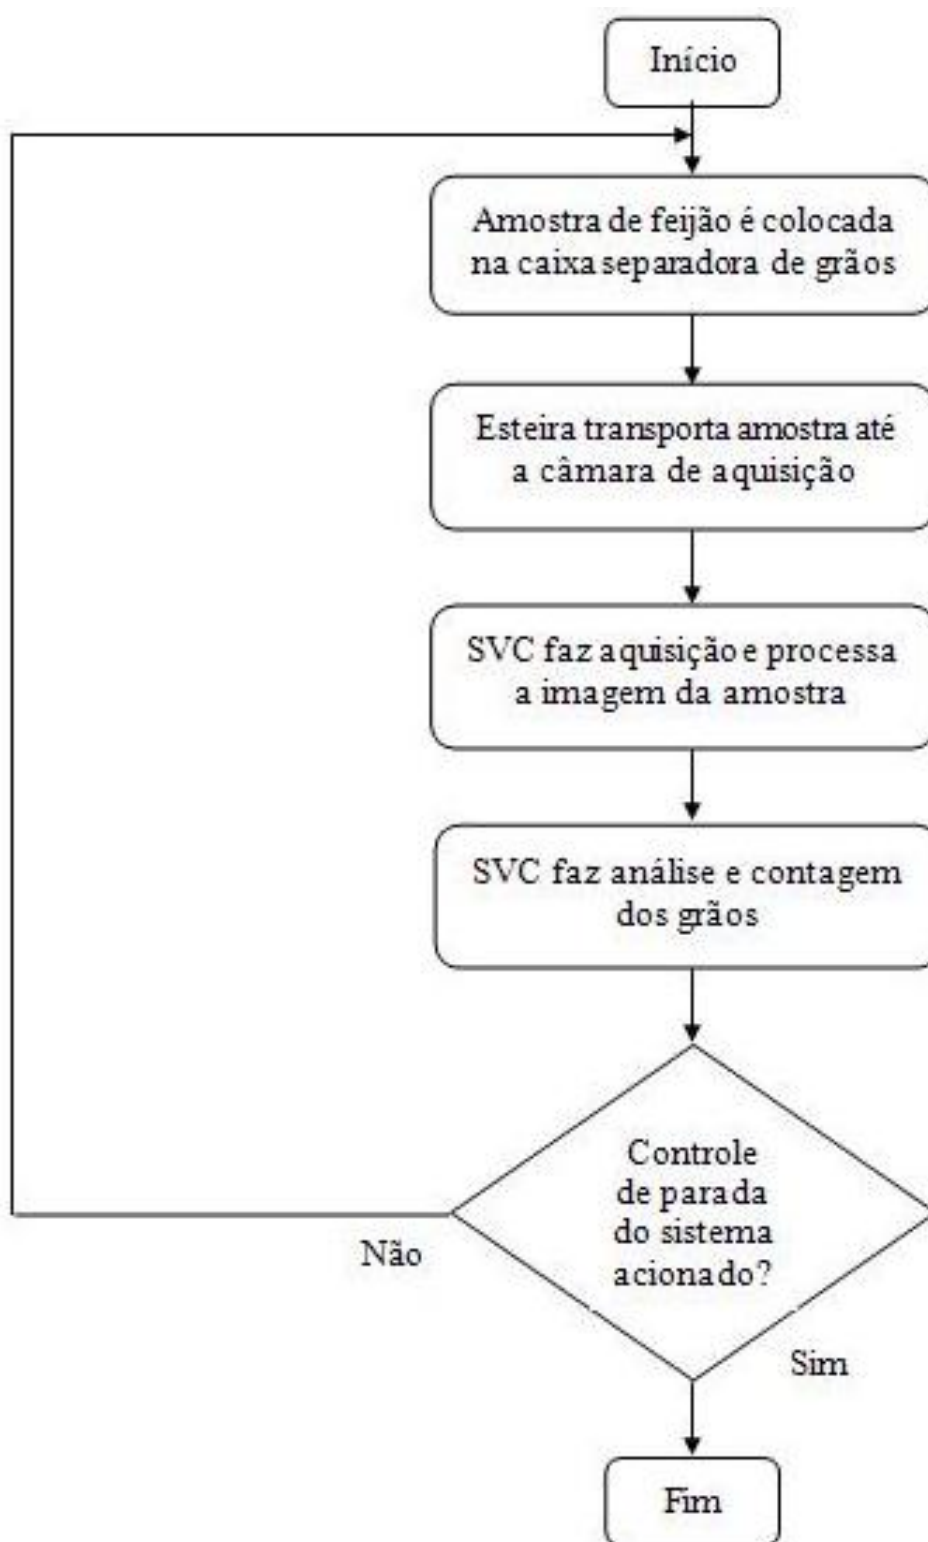 Início
Amostra de feijão é colocada
na caixa separadora de grãos
Esteira transporta amostra até
a câmara de aquisição
SVC faz aquisição e processa
a imagem da amostra
SVC faz análise e contagem
dos grãos
Controle
de parada
do sistema
acionado?
Não
Sim
Fim